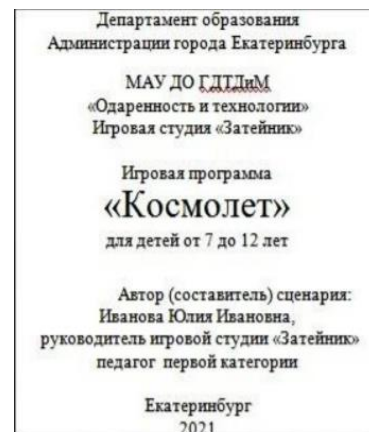 Департамент образования
Администрации города Екатеринбурга
МАУ ДО ГДТДиМ
«Одаренность и технологии»
Игровая студия «Затейник»
Игровая программа
«Космолет»
для детей от 7 до 12 лет
Автор (составитель) сценария:
Иванова Юлия Ивановна,
руководитель игровой студии «Затейник»
педагог первой категории
Екатеринбург
2021